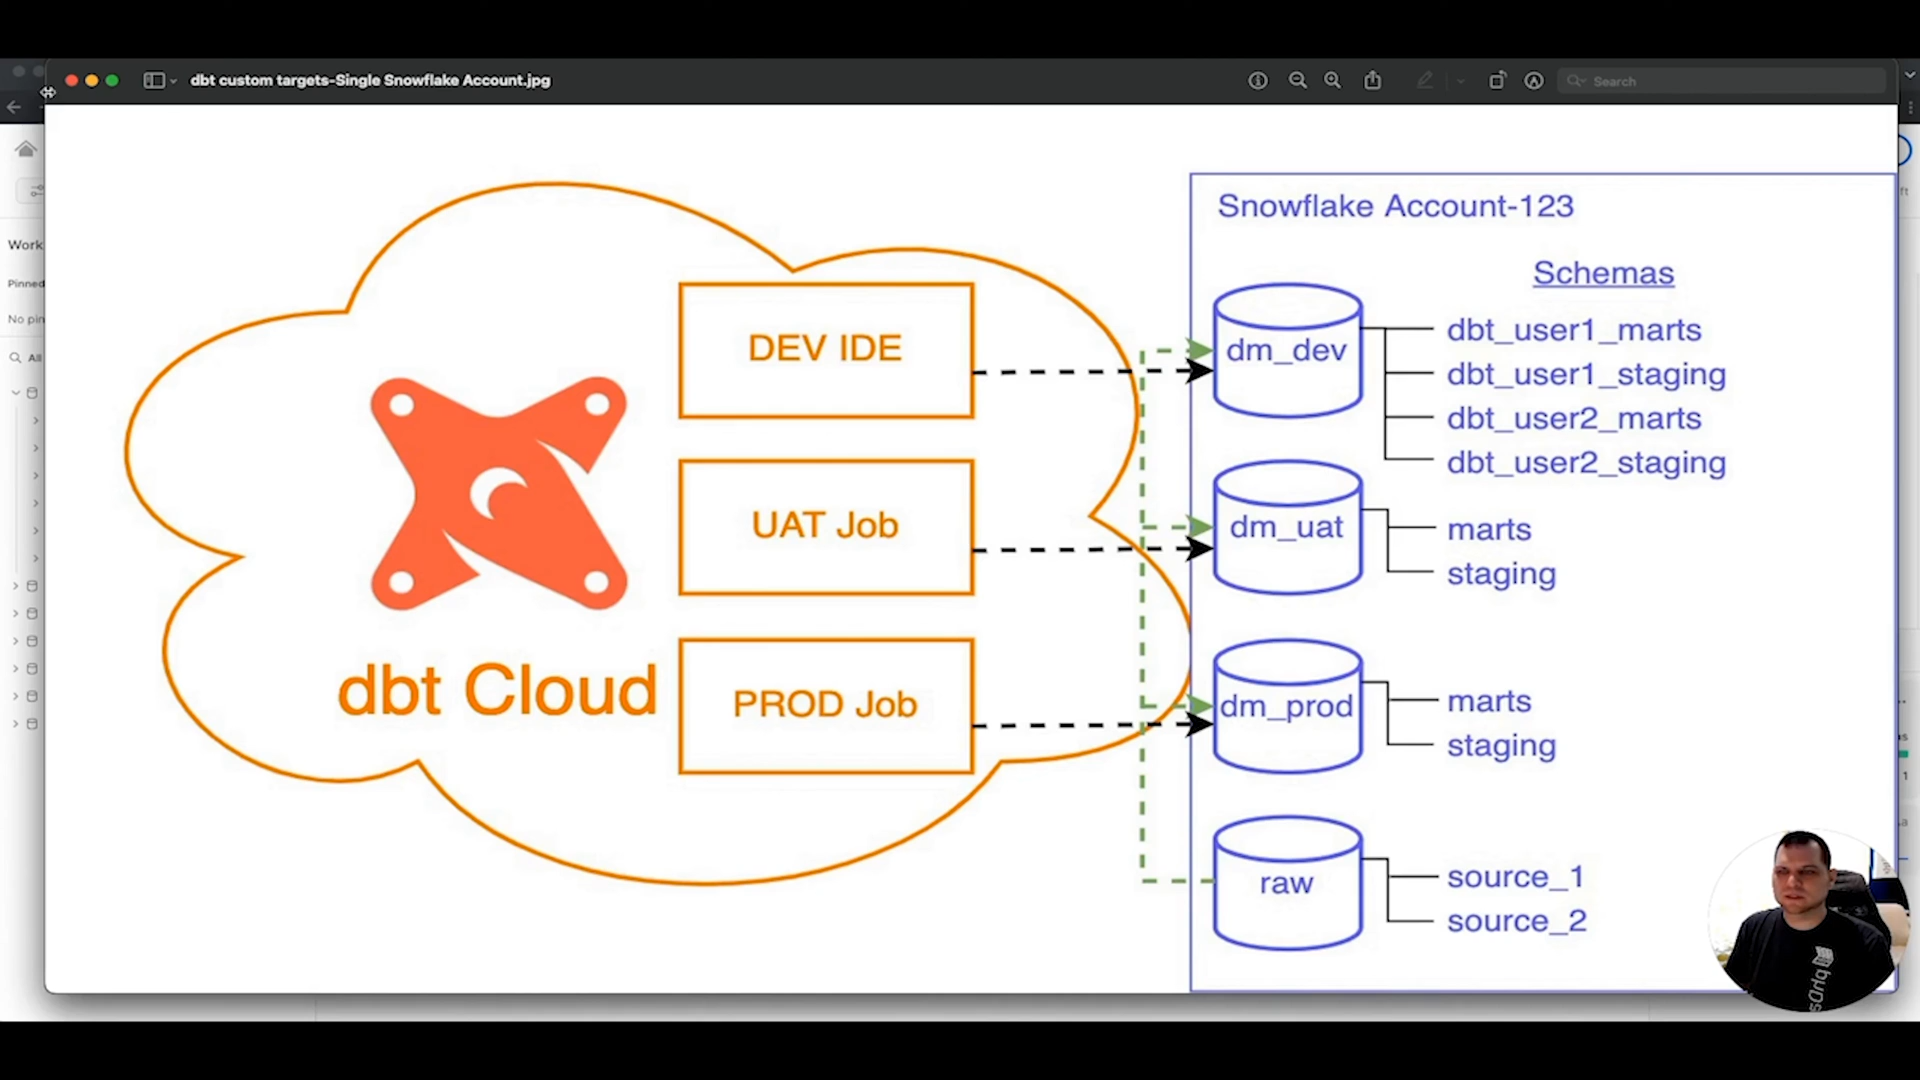 dbt custom targets-Single Snowflake Account.jpg
Search
Work
Pinned
No pin
All
Snowflake Account-123
Schemas
DEV IDE
dm_dev
dbt_user1_marts
dbt_user1_staging
dbt_user2_marts
dbt_user2_staging
UAT Job
dm_uat
marts
staging
dbt Cloud
PROD Job
dm_prod
marts
staging
raw
source_1
source_2